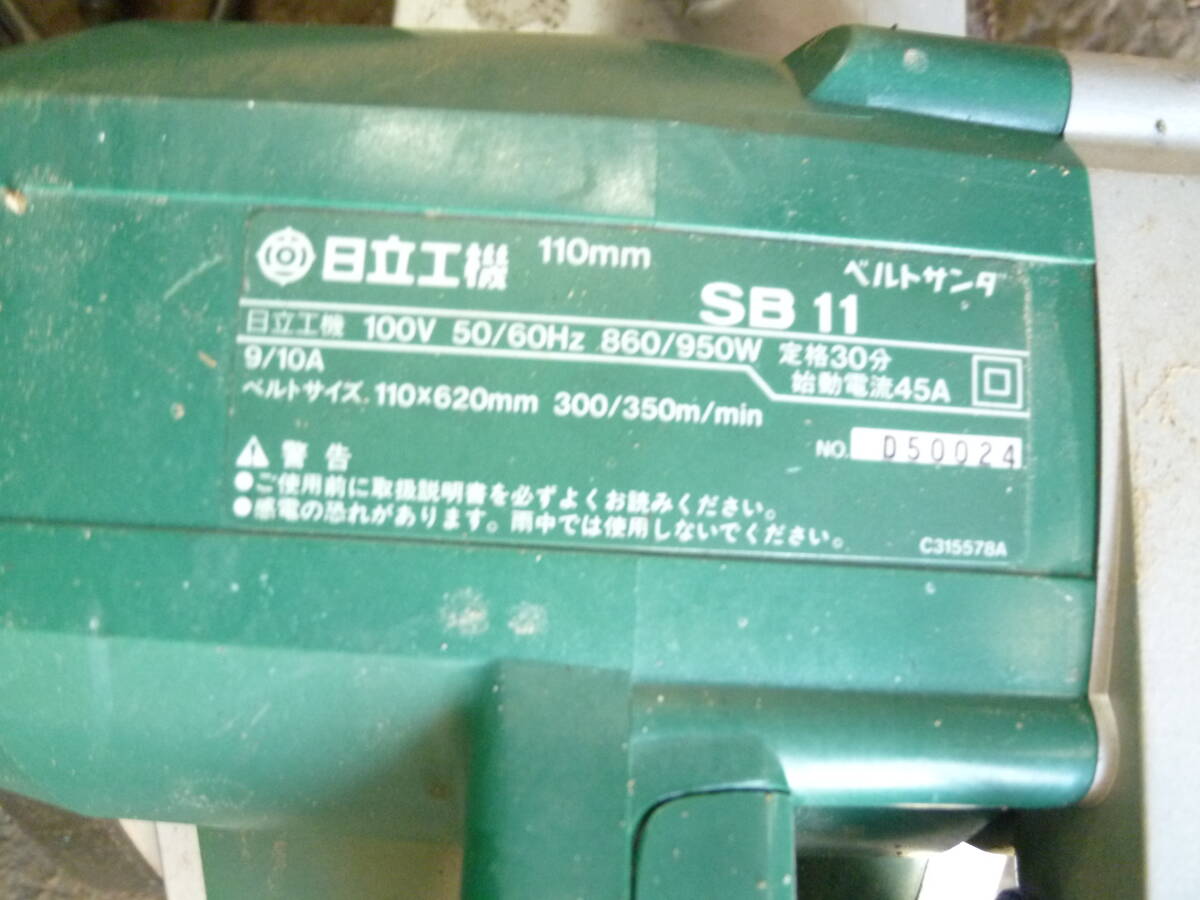 日立工機 110mm ベルトサンダ
SB 11
日立工機 100V 50/60Hz 860/950W 定格30分
9/10A 始動電流45A
ベルトサイズ 110×620mm 300/350m/min
NO. D50024
警告
●ご使用前に取扱説明書を必ずよくお読みください。
●感電の恐れがあります。雨中では使用しないでください。
C315578A